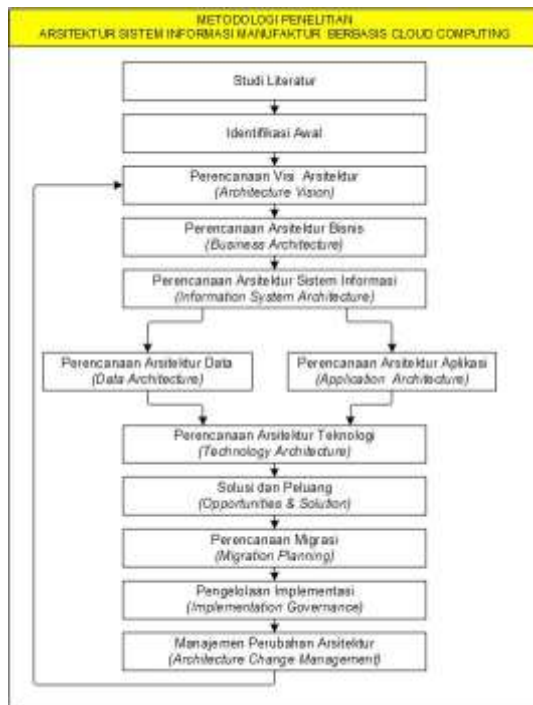 METODOLOGI PENELITIAN
ARSITEKTUR SISTEM INFORMASI MANUFAKTUR BERBASIS CLOUD COMPUTING
Studi Literatur
Identifikasi Awal
Perencanaan Visi Arsitektur
(Architecture Vision)
Perencanaan Arsitektur Bisnis
(Business Architecture)
Perencanaan Arsitektur Sistem Informasi
(Information System Architecture)
Perencanaan Arsitektur Data
(Data Architecture)
Perencanaan Arsitektur Aplikasi
(Application Architecture)
Perencanaan Arsitektur Teknologi
(Technology Architecture)
Solusi dan Peluang
(Opportunities & Solution)
Perencanaan Migrasi
(Migration Planning)
Pengelolaan Implementasi
(Implementation Governance)
Manajemen Perubahan Arsitektur
(Architecture Change Management)